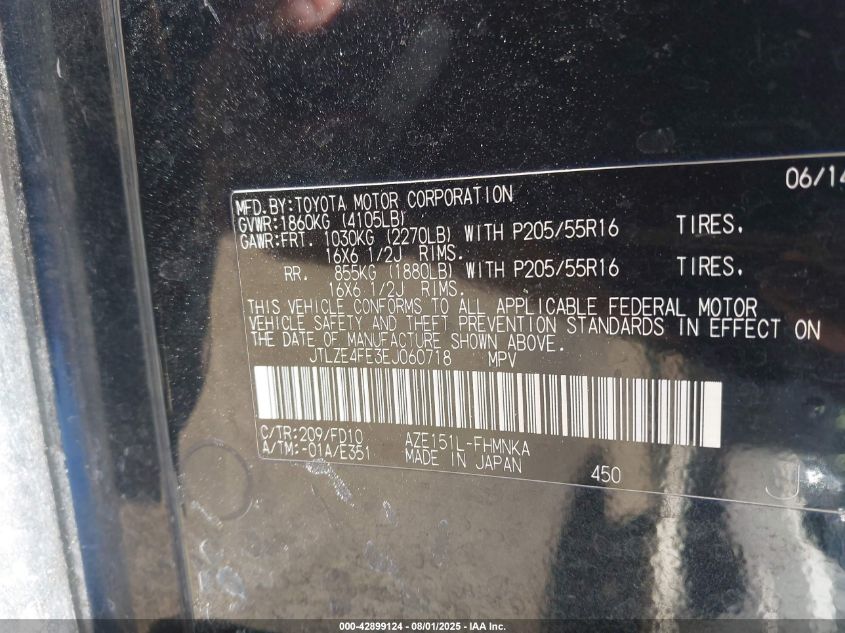 06/14
MFD.BY:TOYOTA MOTOR CORPORATION
GVWR:1860KG (4105LB)
GAWR:FRT. 1030KG (2270LB) WITH P205/55R16 TIRES.
16X6 1/2J RIMS.
RR. 855KG (1880LB) WITH P205/55R16 TIRES.
16X6 1/2J RIMS.
THIS VEHICLE CONFORMS TO ALL APPLICABLE FEDERAL MOTOR
VEHICLE SAFETY AND THEFT PREVENTION STANDARDS IN EFFECT ON
THE DATE OF MANUFACTURE SHOWN ABOVE.
JTLZE4FE3EJ060718 MPV
C/TR:209/FD10 AZE151L-FHMNKA
A/TM:-01A/E351 MADE IN JAPAN
450 J
000-42899124 - 08/01/2025 - IAA Inc.